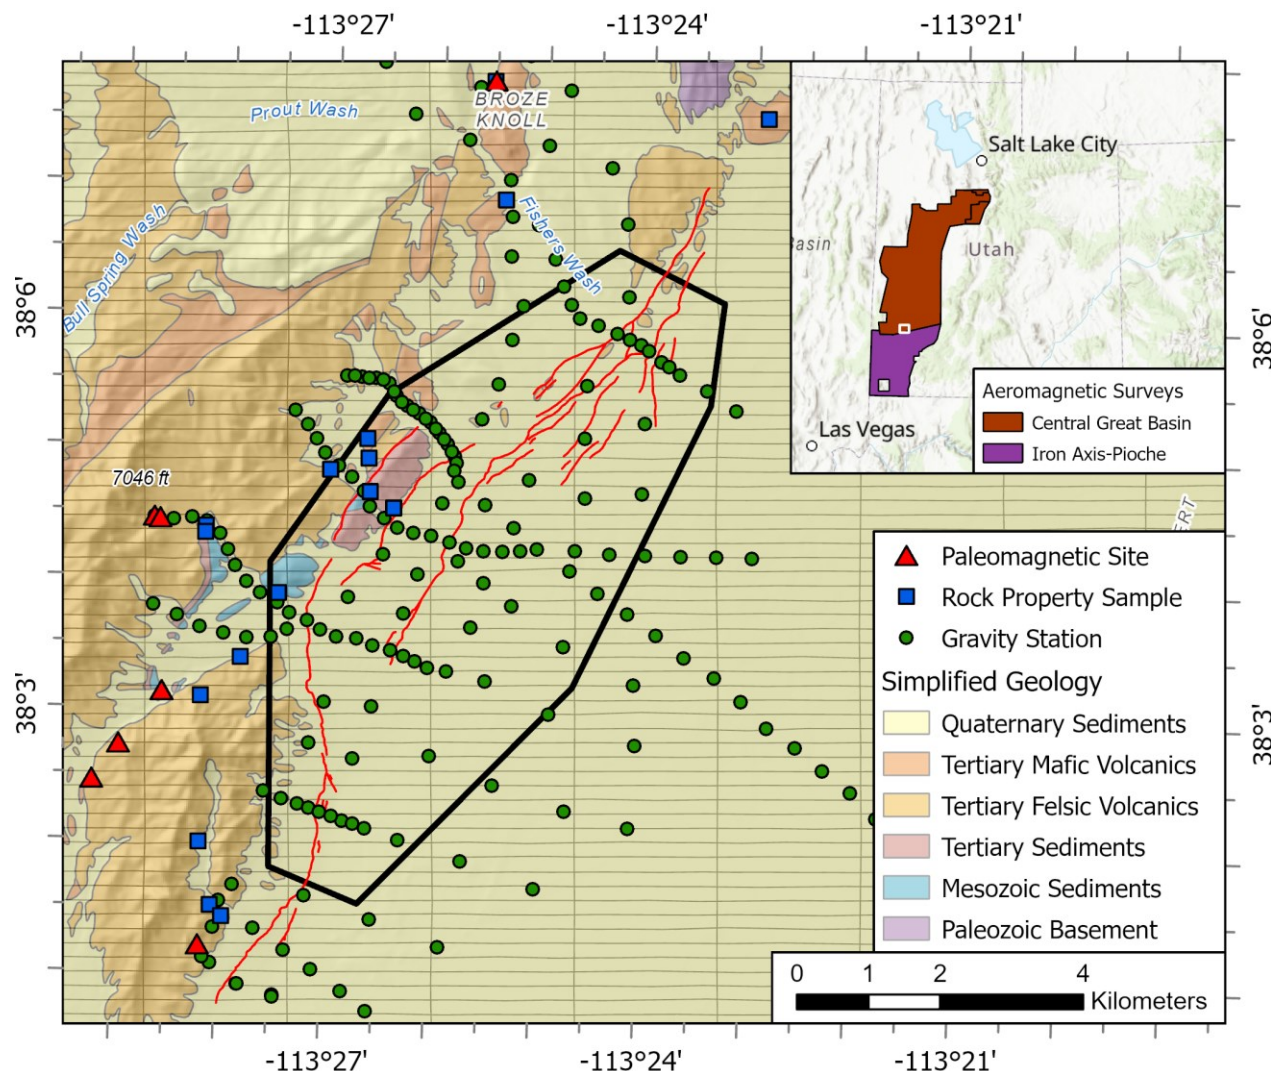 -113°27'
-113°24'
-113°21'
BROZE
KNOLL
Prout Wash
Bull Spring Wash
Fishers Wash
38°6'
38°6'
7046 ft
38°3'
38°3'
Salt Lake City
Basin
Utah
Las Vegas
Aeromagnetic Surveys
Central Great Basin
Iron Axis-Pioche
ERT
Paleomagnetic Site
Rock Property Sample
Gravity Station
Simplified Geology
Quaternary Sediments
Tertiary Mafic Volcanics
Tertiary Felsic Volcanics
Tertiary Sediments
Mesozoic Sediments
Paleozoic Basement
0 1 2 4
Kilometers
-113°27'
-113°24'
-113°21'